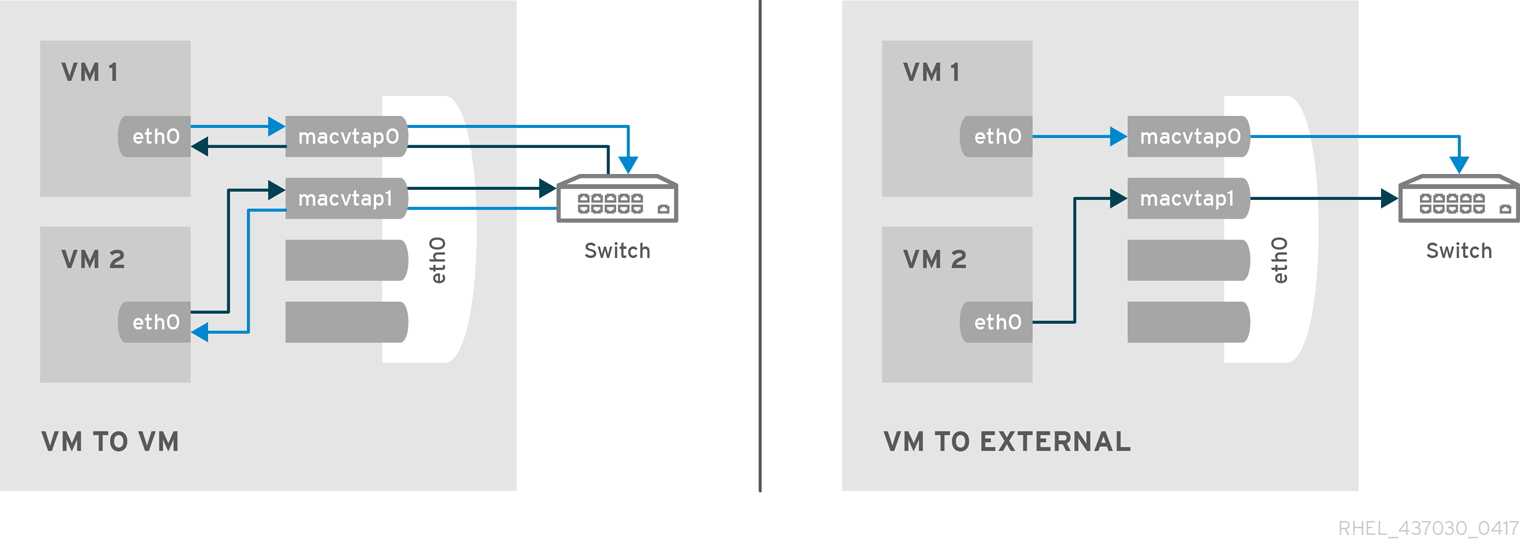 VM 1
eth0
macvtap0
macvtap1
VM 2
eth0
eth0
Switch
VM TO VM
VM 1
eth0
macvtap0
macvtap1
VM 2
eth0
eth0
Switch
VM TO EXTERNAL
RHEL_437030_0417